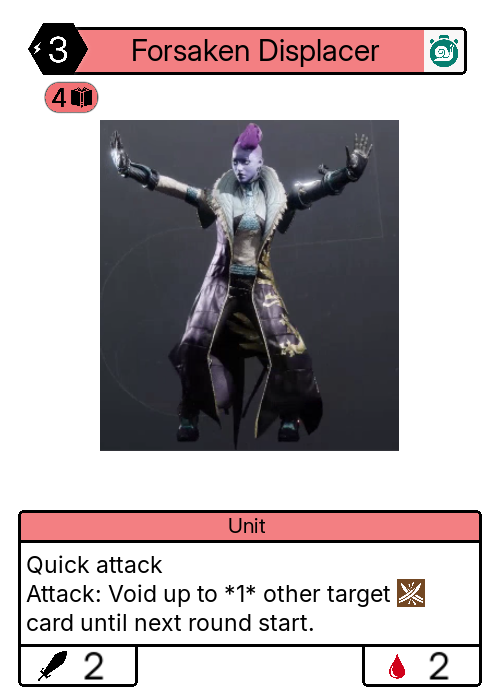 3
Forsaken Displacer
4
Unit
Quick attack
Attack: Void up to *1* other target
card until next round start.
2
2